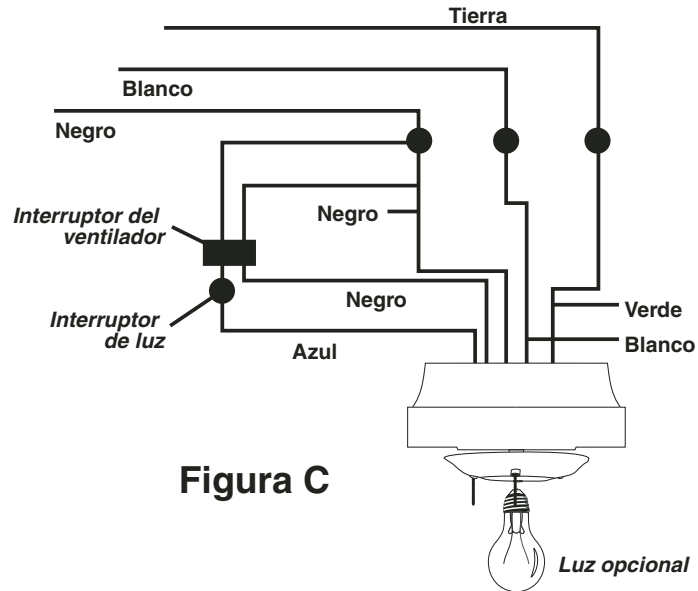 Tierra
Blanco
Negro
Negro
Interruptor del
ventilador
Negro
Interruptor
de luz
Azul
Verde
Blanco
Figura C
Luz opcional